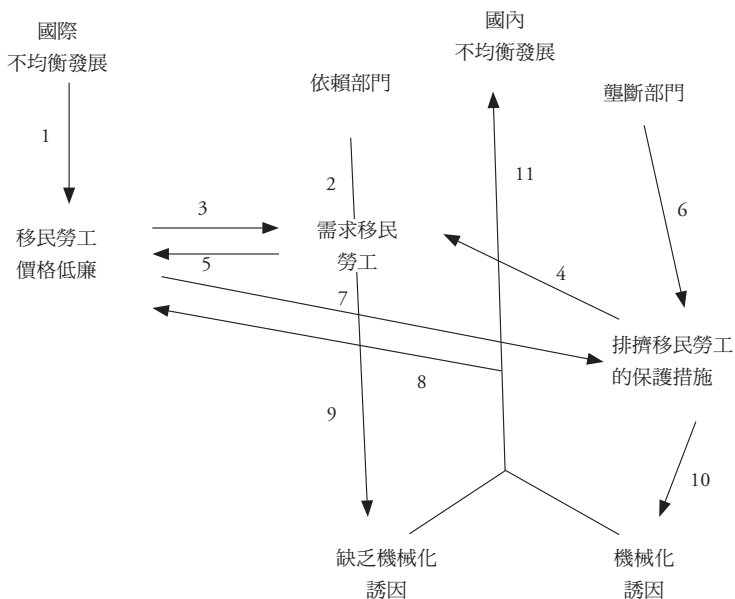 國際
不均衡發展
國內
不均衡發展
依賴部門
壟斷部門
1
2
11
6
3
移民勞工
價格低廉
需求移民
勞工
5
4
7
排擠移民勞工
的保護措施
8
9
10
缺乏機械化
誘因
機械化
誘因